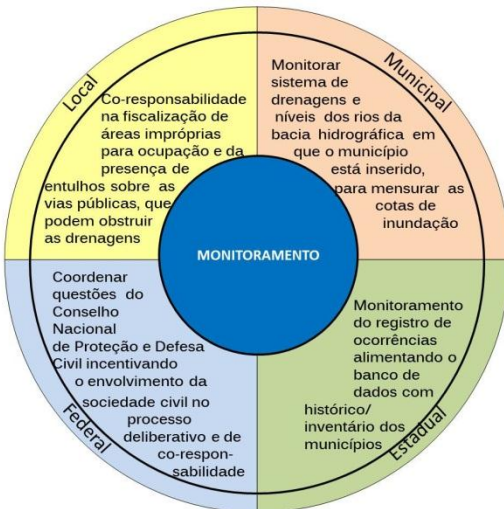 Local
Co-responsabilidade
na fiscalização de
áreas impróprias
para ocupação e da
presença de
entulhos sobre as
vias públicas, que
podem obstruir
as drenagens
Municipal
Monitorar
sistema de
drenagens e
níveis dos rios da
bacia hidrográfica em
que o município
está inserido,
para mensurar as
cotas de
inundação
MONITORAMENTO
Federal
Coordenar
questões do
Conselho
Nacional
de Proteção e Defesa
Civil incentivando
o envolvimento da
sociedade civil no
processo
deliberativo e de
co-respon-
sabilidade
Estadual
Monitoramento
do registro de
ocorrências
alimentando o
banco de
dados com
histórico/
inventário dos
municípios